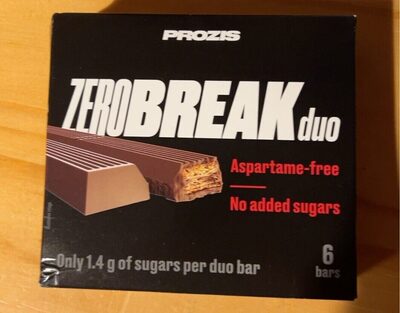 PROZIS
ZEROBREAK duo
Aspartame-free
No added sugars
Only 1.4 g of sugars per duo bar
6
bars